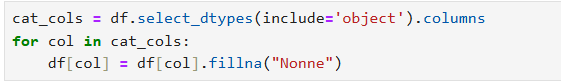 cat_cols = df.select_dtypes(include='object').columns
for col in cat_cols:
    df[col] = df[col].fillna("Nonne")